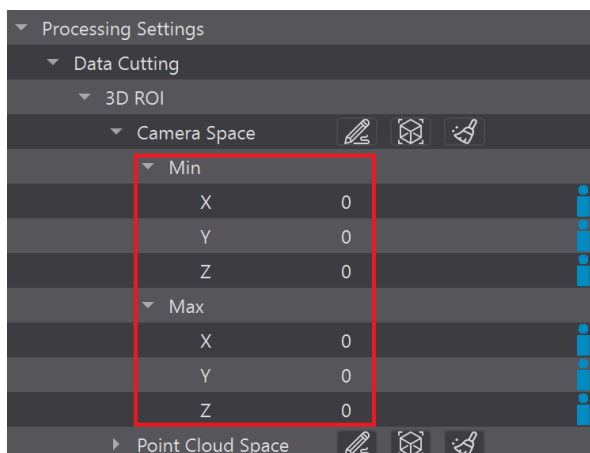 Processing Settings
Data Cutting
3D ROI
Camera Space
Min
X 0
Y 0
Z 0
Max
X 0
Y 0
Z 0
Point Cloud Space